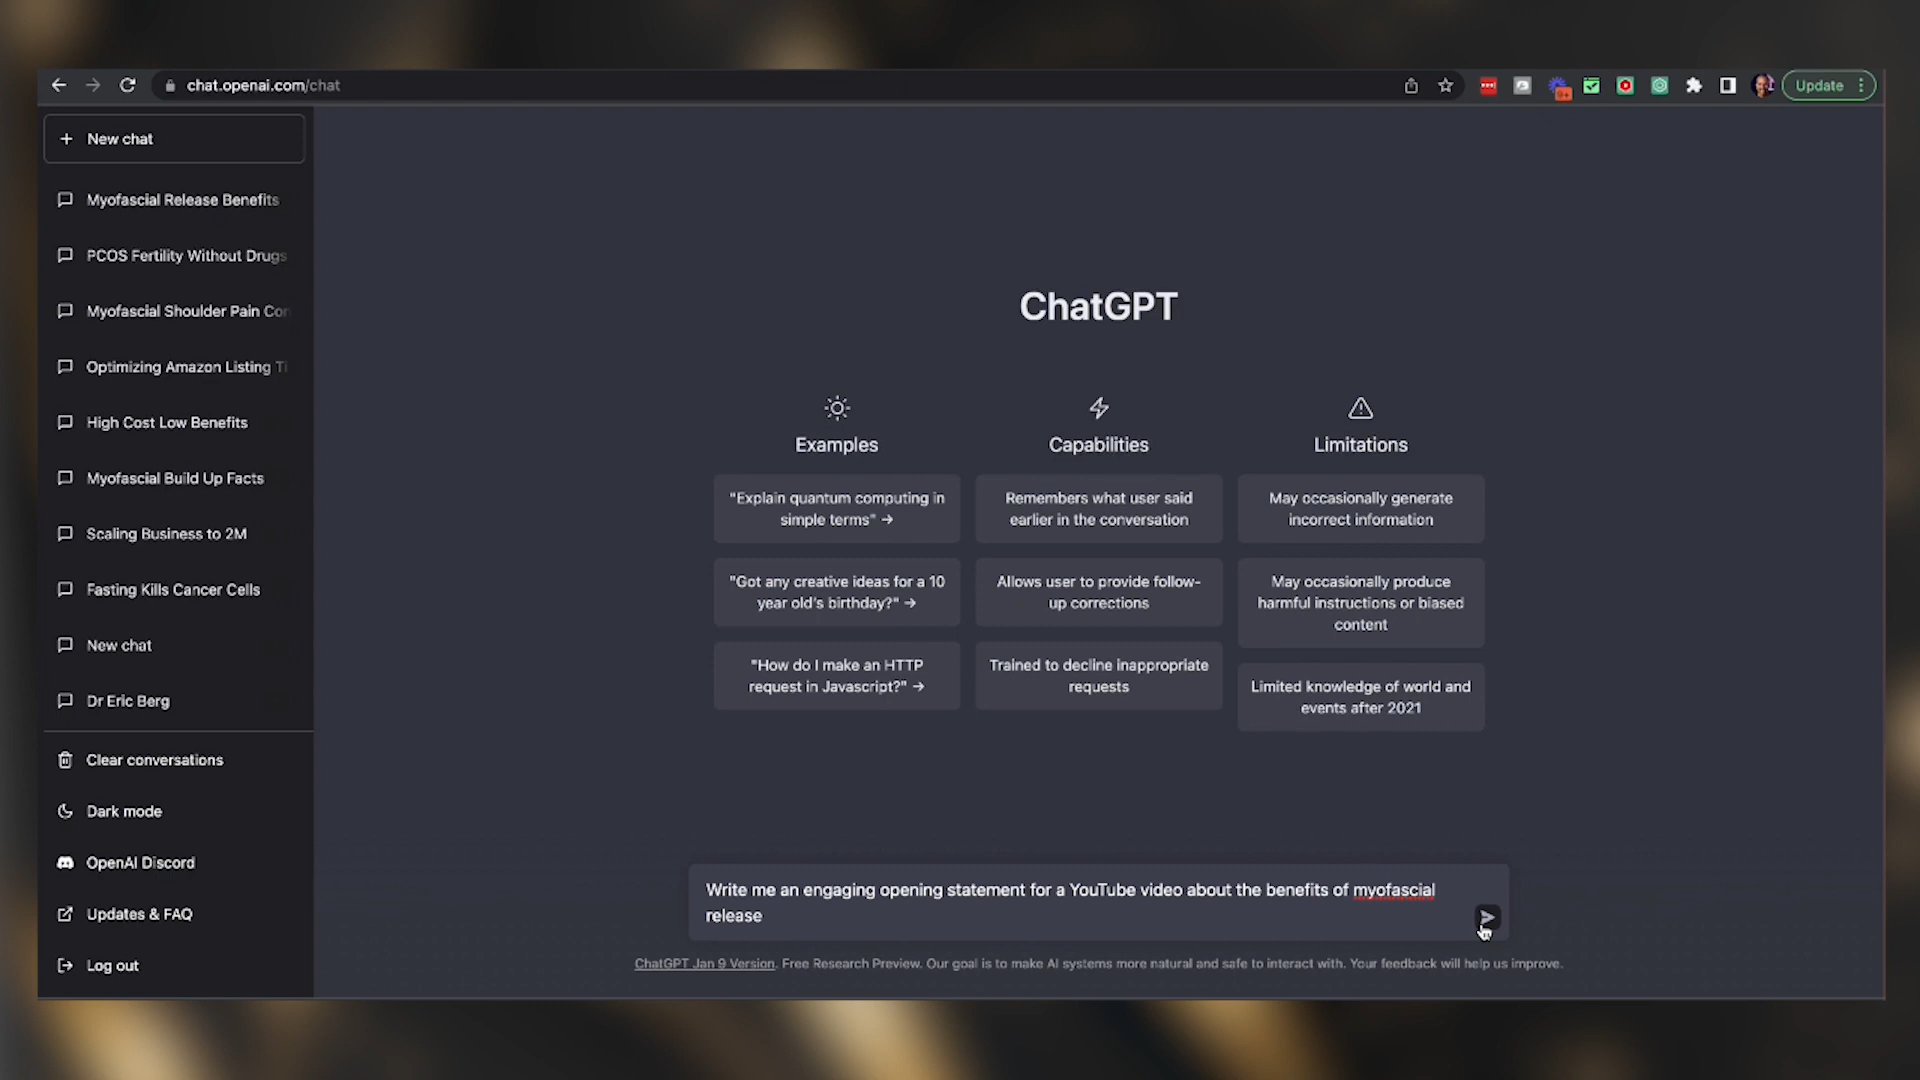 chat.openai.com/chat
Update
New chat
Myofascial Release Benefits
PCOS Fertility Without Drugs
Myofascial Shoulder Pain Con
Optimizing Amazon Listing Ti
High Cost Low Benefits
Myofascial Build Up Facts
Scaling Business to 2M
Fasting Kills Cancer Cells
New chat
Dr Eric Berg
Clear conversations
Dark mode
OpenAI Discord
Updates & FAQ
Log out
ChatGPT
Examples
"Explain quantum computing in
simple terms" →
"Got any creative ideas for a 10
year old's birthday?" →
"How do I make an HTTP
request in Javascript?" →
Capabilities
Remembers what user said
earlier in the conversation
Allows user to provide follow-
up corrections
Trained to decline inappropriate
requests
Limitations
May occasionally generate
incorrect information
May occasionally produce
harmful instructions or biased
content
Limited knowledge of world and
events after 2021
Write me an engaging opening statement for a YouTube video about the benefits of myofascial
release
ChatGPT Jan 9 Version. Free Research Preview. Our goal is to make AI systems more natural and safe to interact with. Your feedback will help us improve.